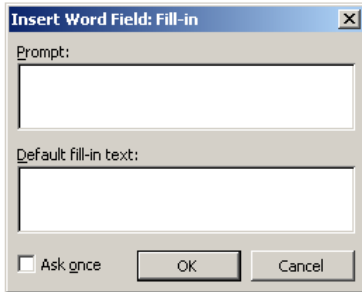 Insert Word Field: Fill-in
Prompt:
Default fill-in text:
Ask once OK Cancel